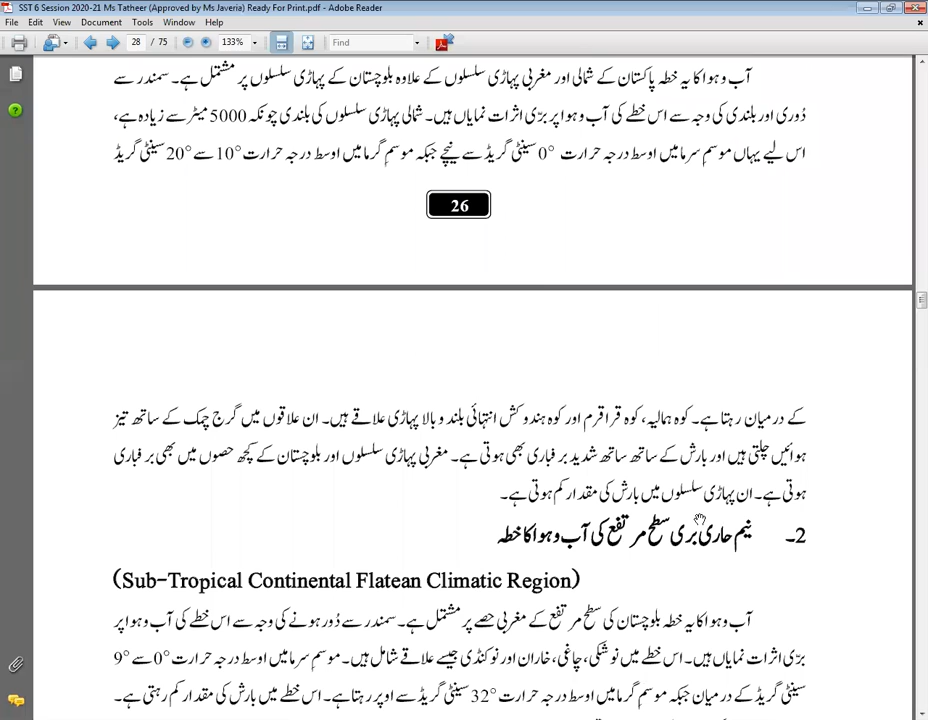 SST 6 Session 2020-21 Ms Tatheer (Approved by Ms Javeria) Ready For Print.pdf - Adobe Reader
File Edit View Document Tools Window Help
28 / 75 133% Find
آب و ہوا کا یہ خطہ پاکستان کے شمالی اور مغربی پہاڑی سلسلوں کے علاوہ بلوچستان کے پہاڑی سلسلوں پر مشتمل ہے۔ سمندر سے
دُوری اور بلندی کی وجہ سے اس خطے کی آب و ہوا پر برّی اثرات نمایاں ہیں۔ شمالی پہاڑی سلسلوں کی بلندی چونکہ 5000 میٹر سے زیادہ ہے،
اس لیے یہاں موسمِ سرما میں اوسط درجہ حرارت 0° سینٹی گریڈ سے نیچے جبکہ موسمِ گرما میں اوسط درجہ حرارت 10° سے 20° سینٹی گریڈ
26
کے درمیان رہتا ہے۔ کوہ ہمالیہ، کوہ قراقرم اور کوہ ہندوکش انتہائی بلند و بالا پہاڑی علاقے ہیں۔ ان علاقوں میں گرج چمک کے ساتھ تیز
ہوائیں چلتی ہیں اور بارش کے ساتھ ساتھ شدید برفباری بھی ہوتی ہے۔ مغربی پہاڑی سلسلوں اور بلوچستان کے کچھ حصوں میں بھی برفباری
ہوتی ہے۔ ان پہاڑی سلسلوں میں بارش کی مقدار کم ہوتی ہے۔
2۔ نیم حاری بری سطح مرتفع کی آب و ہوا کا خطہ
(Sub-Tropical Continental Flatean Climatic Region)
آب و ہوا کا یہ خطہ بلوچستان کی سطح مرتفع کے مغربی حصے پر مشتمل ہے۔ سمندر سے دُور ہونے کی وجہ سے اس خطے کی آب و ہوا پر
برّی اثرات نمایاں ہیں۔ اس خطے میں نوشکی، چاغی، خاران اور نوکنڈی جیسے علاقے شامل ہیں۔ موسمِ سرما میں اوسط درجہ حرارت 0° سے 9°
سینٹی گریڈ کے درمیان جبکہ موسمِ گرما میں اوسط درجہ حرارت 32° سینٹی گریڈ سے اوپر رہتا ہے۔ اس خطے میں بارش کی مقدار کم رہتی ہے۔